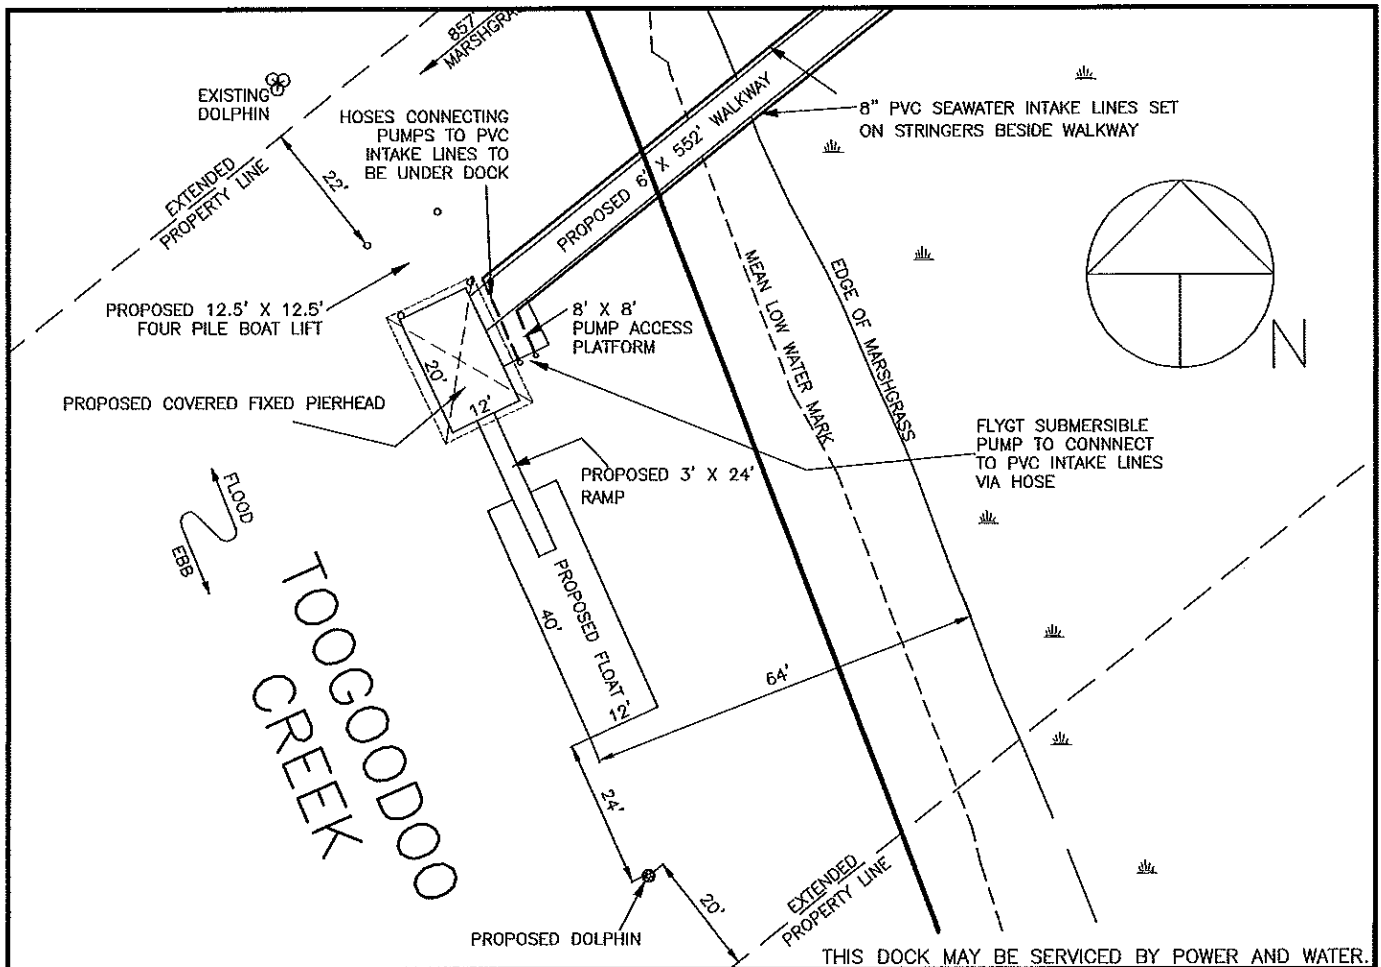 857'
EXISTING
DOLPHIN
HOSES CONNECTING
PUMPS TO PVC
INTAKE LINES TO
BE UNDER DOCK
8" PVC SEAWATER INTAKE LINES SET
ON STRINGERS BESIDE WALKWAY
PROPOSED 6' X 552' WALKWAY
22'
EXTENDED
PROPERTY LINE
PROPOSED 12.5' X 12.5'
FOUR PILE BOAT LIFT
8' X 8'
PUMP ACCESS
PLATFORM
MEAN LOW WATER MARK
EDGE OF MARSHGRASS
N
20'
12'
PROPOSED COVERED FIXED PIERHEAD
FLYGT SUBMERSIBLE
PUMP TO CONNNECT
TO PVC INTAKE LINES
VIA HOSE
PROPOSED 3' X 24'
RAMP
FLOOD
EBB
TOOGOODOO
CREEK
PROPOSED FLOAT
40'
12'
64'
24'
20'
EXTENDED
PROPERTY LINE
PROPOSED DOLPHIN
THIS DOCK MAY BE SERVICED BY POWER AND WATER.